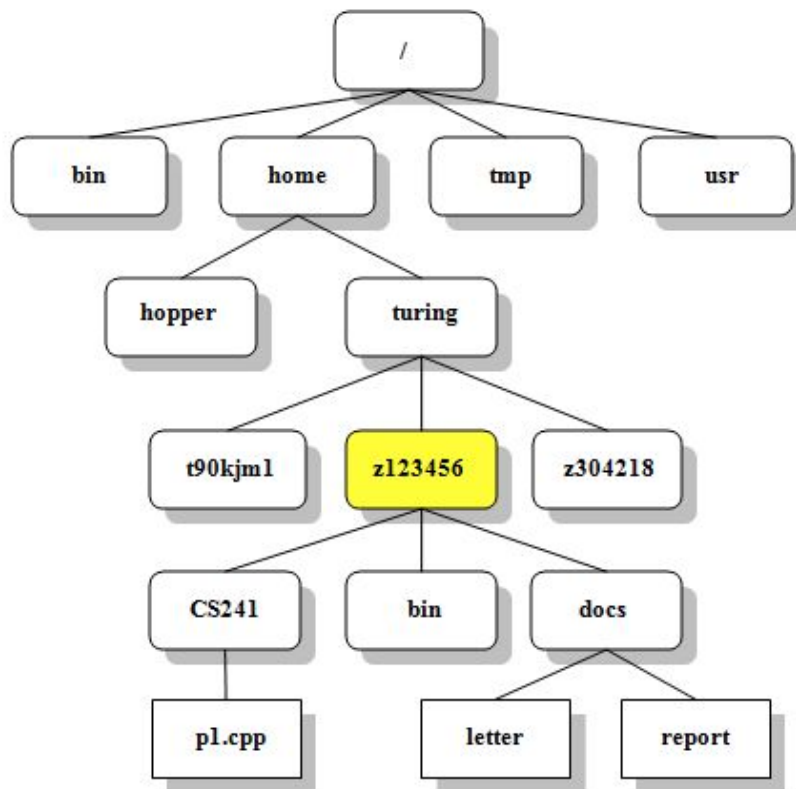 /
bin
home
tmp
usr
hopper
turing
t90kjm1
z123456
z304218
CS241
bin
docs
p1.cpp
letter
report